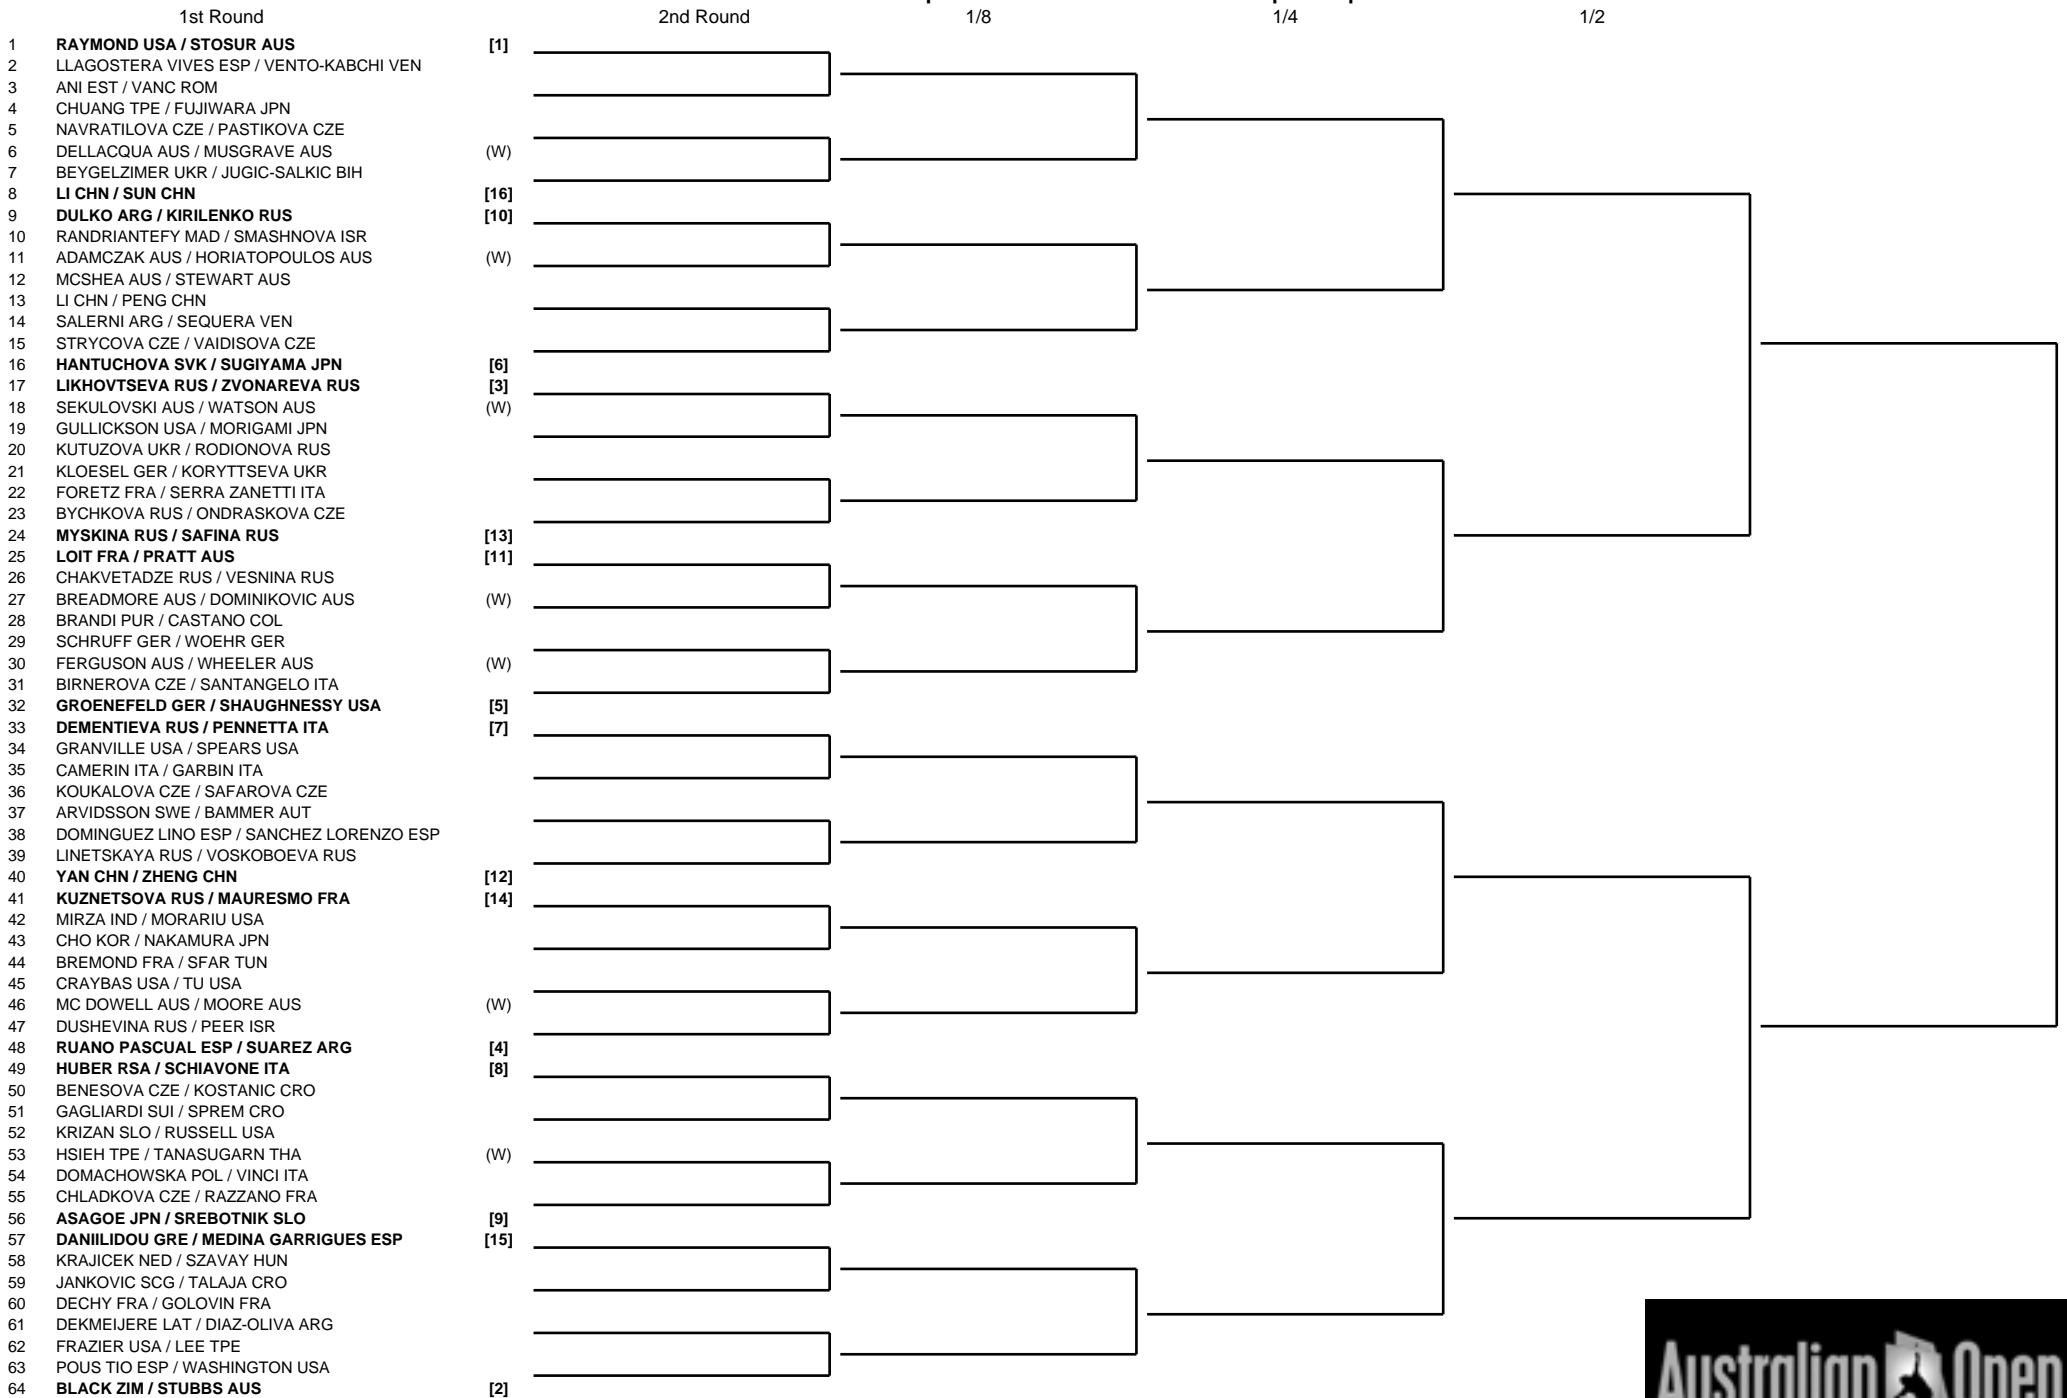 1st Round 2nd Round 1/8 1/4 1/2
1 RAYMOND USA / STOSUR AUS [1]
2 LLAGOSTERA VIVES ESP / VENTO-KABCHI VEN
3 ANI EST / VANC ROM
4 CHUANG TPE / FUJIWARA JPN
5 NAVRATILOVA CZE / PASTIKOVA CZE
6 DELLACQUA AUS / MUSGRAVE AUS (W)
7 BEYGELZIMER UKR / JUGIC-SALKIC BIH
8 LI CHN / SUN CHN [16]
9 DULKO ARG / KIRILENKO RUS [10]
10 RANDRIANTEFY MAD / SMASHNOVA ISR
11 ADAMCZAK AUS / HORIATOPOULOS AUS (W)
12 MCSHEA AUS / STEWART AUS
13 LI CHN / PENG CHN
14 SALERNI ARG / SEQUERA VEN
15 STRYCOVA CZE / VAIDISOVA CZE
16 HANTUCHOVA SVK / SUGIYAMA JPN [6]
17 LIKHOVTSEVA RUS / ZVONAREVA RUS [3]
18 SEKULOVSKI AUS / WATSON AUS (W)
19 GULLICKSON USA / MORIGAMI JPN
20 KUTUZOVA UKR / RODIONOVA RUS
21 KLOESEL GER / KORYTTSEVA UKR
22 FORETZ FRA / SERRA ZANETTI ITA
23 BYCHKOVA RUS / ONDRASKOVA CZE
24 MYSKINA RUS / SAFINA RUS [13]
25 LOIT FRA / PRATT AUS [11]
26 CHAKVETADZE RUS / VESNINA RUS
27 BREADMORE AUS / DOMINIKOVIC AUS (W)
28 BRANDI PUR / CASTANO COL
29 SCHRUFF GER / WOEHR GER
30 FERGUSON AUS / WHEELER AUS (W)
31 BIRNEROVA CZE / SANTANGELO ITA
32 GROENEFELD GER / SHAUGHNESSY USA [5]
33 DEMENTIEVA RUS / PENNETTA ITA [7]
34 GRANVILLE USA / SPEARS USA
35 CAMERIN ITA / GARBIN ITA
36 KOUKALOVA CZE / SAFAROVA CZE
37 ARVIDSSON SWE / BAMMER AUT
38 DOMINGUEZ LINO ESP / SANCHEZ LORENZO ESP
39 LINETSKAYA RUS / VOSKOBOEVA RUS
40 YAN CHN / ZHENG CHN [12]
41 KUZNETSOVA RUS / MAURESMO FRA [14]
42 MIRZA IND / MORARIU USA
43 CHO KOR / NAKAMURA JPN
44 BREMOND FRA / SFAR TUN
45 CRAYBAS USA / TU USA
46 MC DOWELL AUS / MOORE AUS (W)
47 DUSHEVINA RUS / PEER ISR
48 RUANO PASCUAL ESP / SUAREZ ARG [4]
49 HUBER RSA / SCHIAVONE ITA [8]
50 BENESOVA CZE / KOSTANIC CRO
51 GAGLIARDI SUI / SPREM CRO
52 KRIZAN SLO / RUSSELL USA
53 HSIEH TPE / TANASUGARN THA (W)
54 DOMACHOWSKA POL / VINCI ITA
55 CHLADKOVA CZE / RAZZANO FRA
56 ASAGOE JPN / SREBOTNIK SLO [9]
57 DANIILIDOU GRE / MEDINA GARRIGUES ESP [15]
58 KRAJICEK NED / SZAVAY HUN
59 JANKOVIC SCG / TALAJA CRO
60 DECHY FRA / GOLOVIN FRA
61 DEKMEIJERE LAT / DIAZ-OLIVA ARG
62 FRAZIER USA / LEE TPE
63 POUS TIO ESP / WASHINGTON USA
64 BLACK ZIM / STUBBS AUS [2]
Australian Open